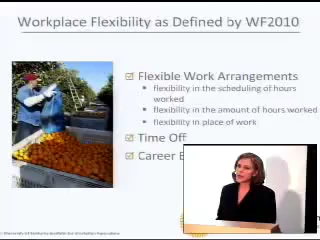 Workplace Flexibility as Defined by WF2010
Flexible Work Arrangements
flexibility in the scheduling of hours
worked
flexibility in the amount of hours worked
flexibility in place of work
Time Off
Career